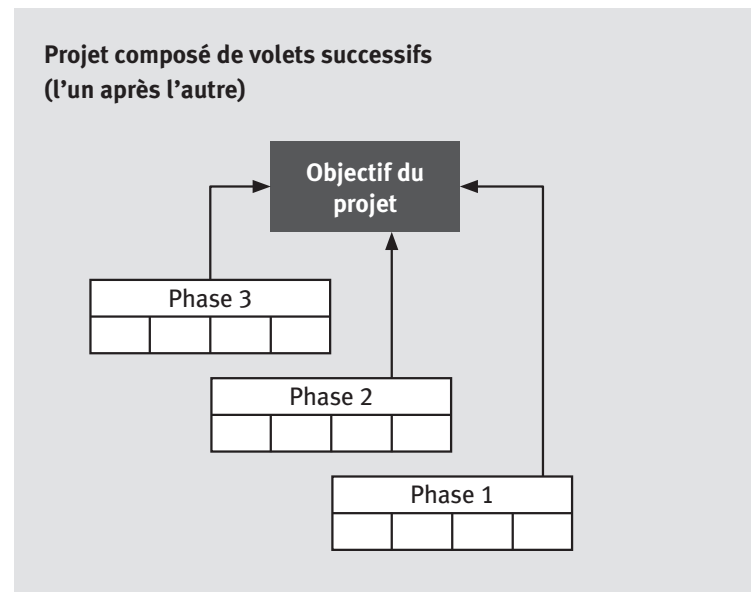 Projet composé de volets successifs
(l’un après l’autre)
Objectif du
projet
Phase 3
Phase 2
Phase 1